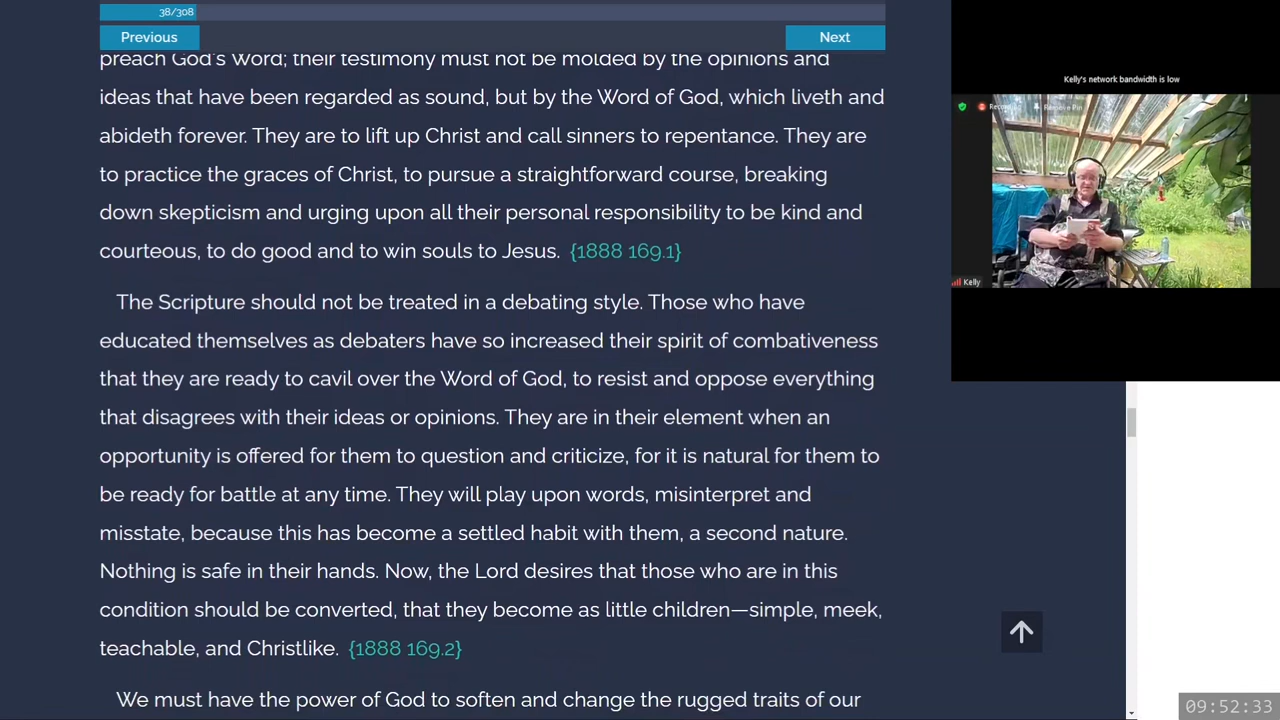 38/308
Previous
Next
Kelly's network bandwidth is low
preach God's Word; their testimony must not be molded by the opinions and
ideas that have been regarded as sound, but by the Word of God, which liveth and
abideth forever. They are to lift up Christ and call sinners to repentance. They are
to practice the graces of Christ, to pursue a straightforward course, breaking
down skepticism and urging upon all their personal responsibility to be kind and
courteous, to do good and to win souls to Jesus. {1888 169.1}
Remove Pin
Kelly
The Scripture should not be treated in a debating style. Those who have
educated themselves as debaters have so increased their spirit of combativeness
that they are ready to cavil over the Word of God, to resist and oppose everything
that disagrees with their ideas or opinions. They are in their element when an
opportunity is offered for them to question and criticize, for it is natural for them to
be ready for battle at any time. They will play upon words, misinterpret and
misstate, because this has become a settled habit with them, a second nature.
Nothing is safe in their hands. Now, the Lord desires that those who are in this
condition should be converted, that they become as little children—simple, meek,
teachable, and Christlike. {1888 169.2}
We must have the power of God to soften and change the rugged traits of our
09:52:33